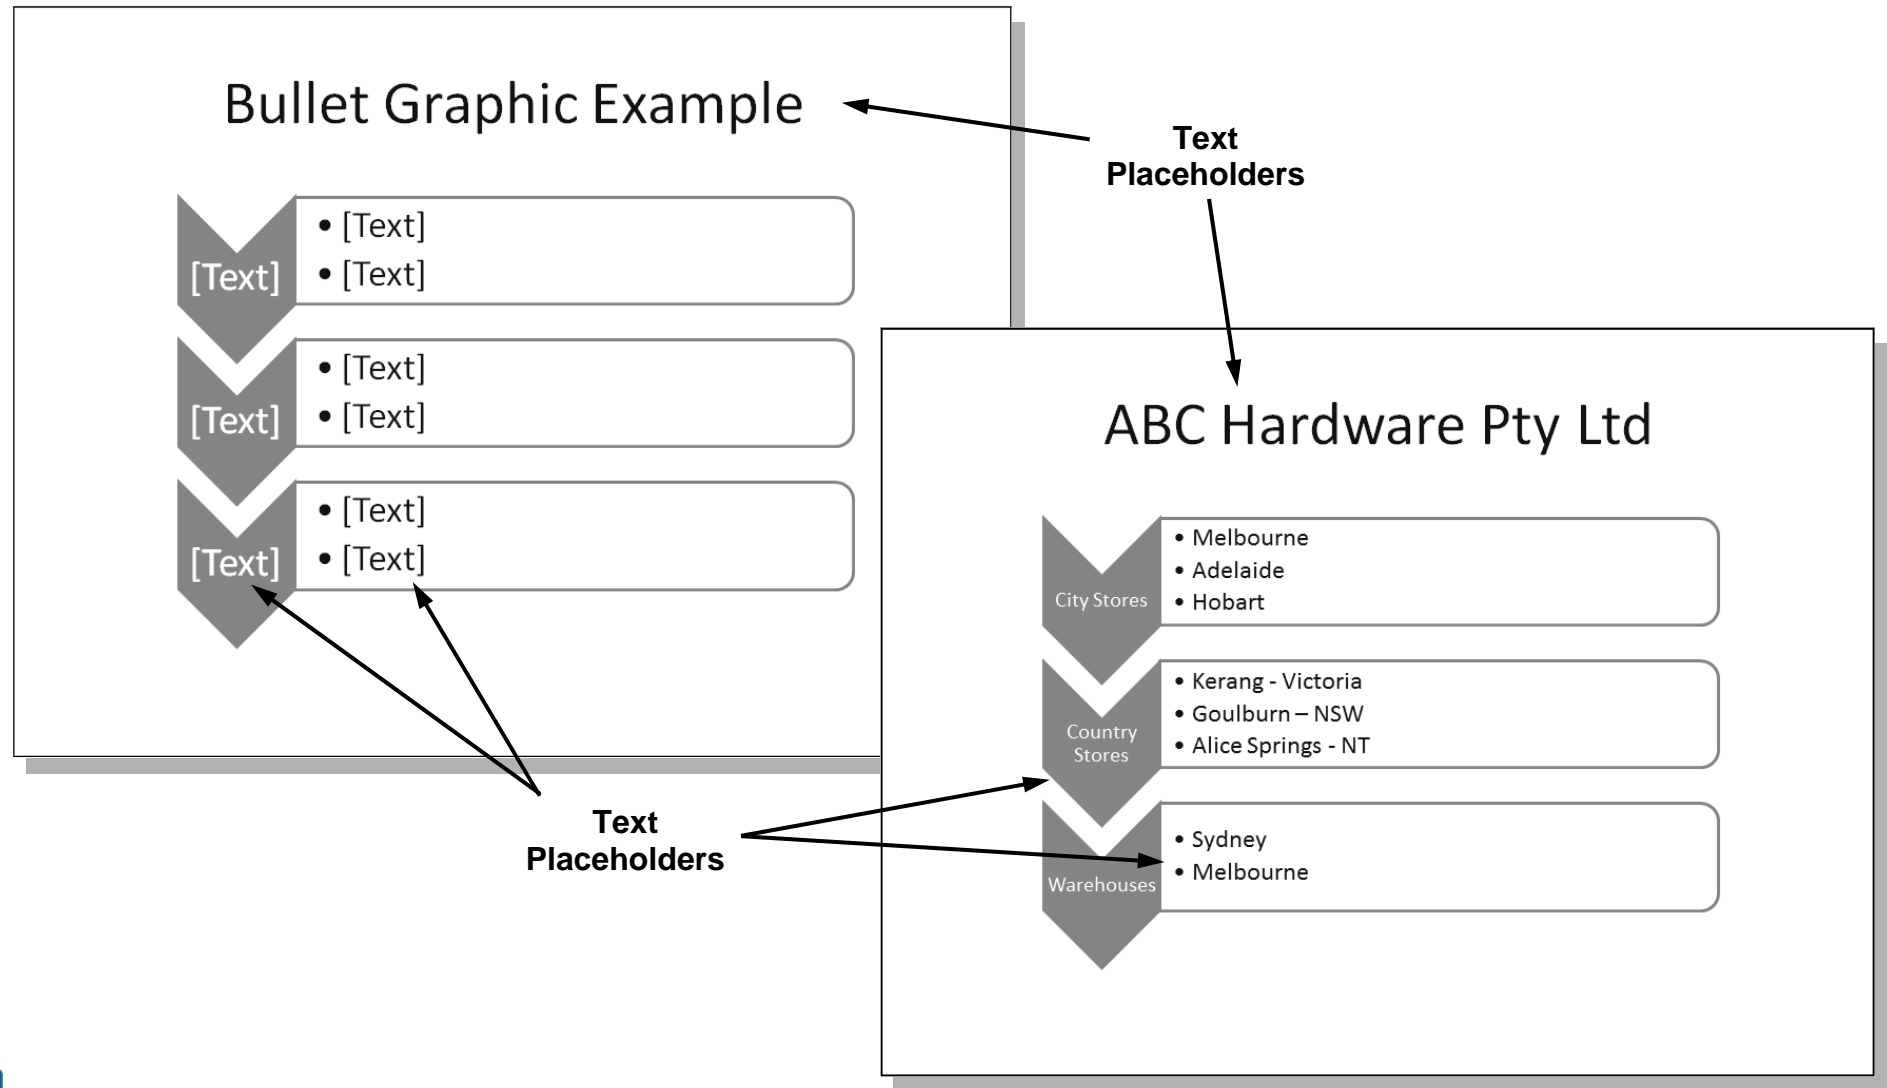 Bullet Graphic Example
[Text]
• [Text]
• [Text]
[Text]
• [Text]
• [Text]
[Text]
• [Text]
• [Text]
Text
Placeholders
ABC Hardware Pty Ltd
City Stores
• Melbourne
• Adelaide
• Hobart
Country
Stores
• Kerang - Victoria
• Goulburn – NSW
• Alice Springs - NT
Warehouses
• Sydney
• Melbourne
Text
Placeholders